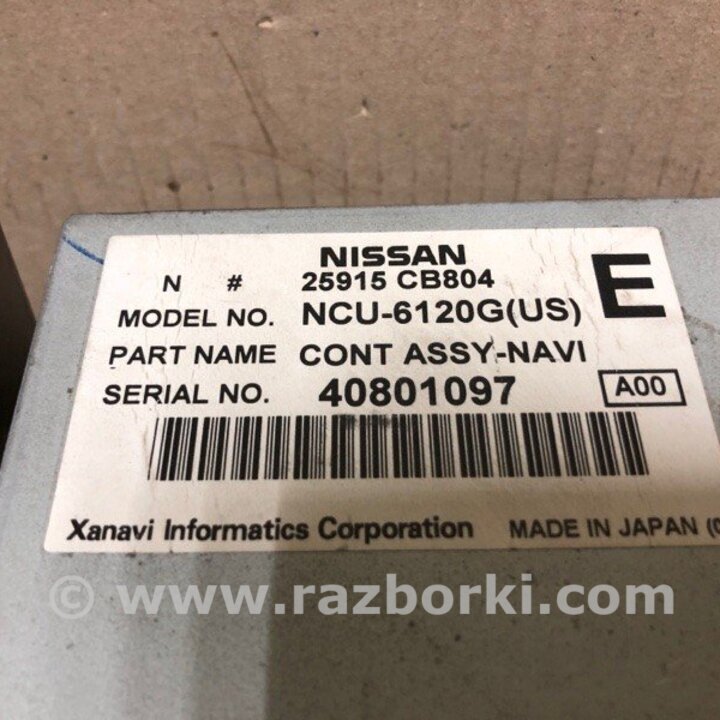 NISSAN
N # 25915 CB804
E
MODEL NO. NCU-6120G(US)
PART NAME CONT ASSY-NAVI
SERIAL NO. 40801097
A00
Xanavi Informatics Corporation MADE IN JAPAN (
© www.razborki.com